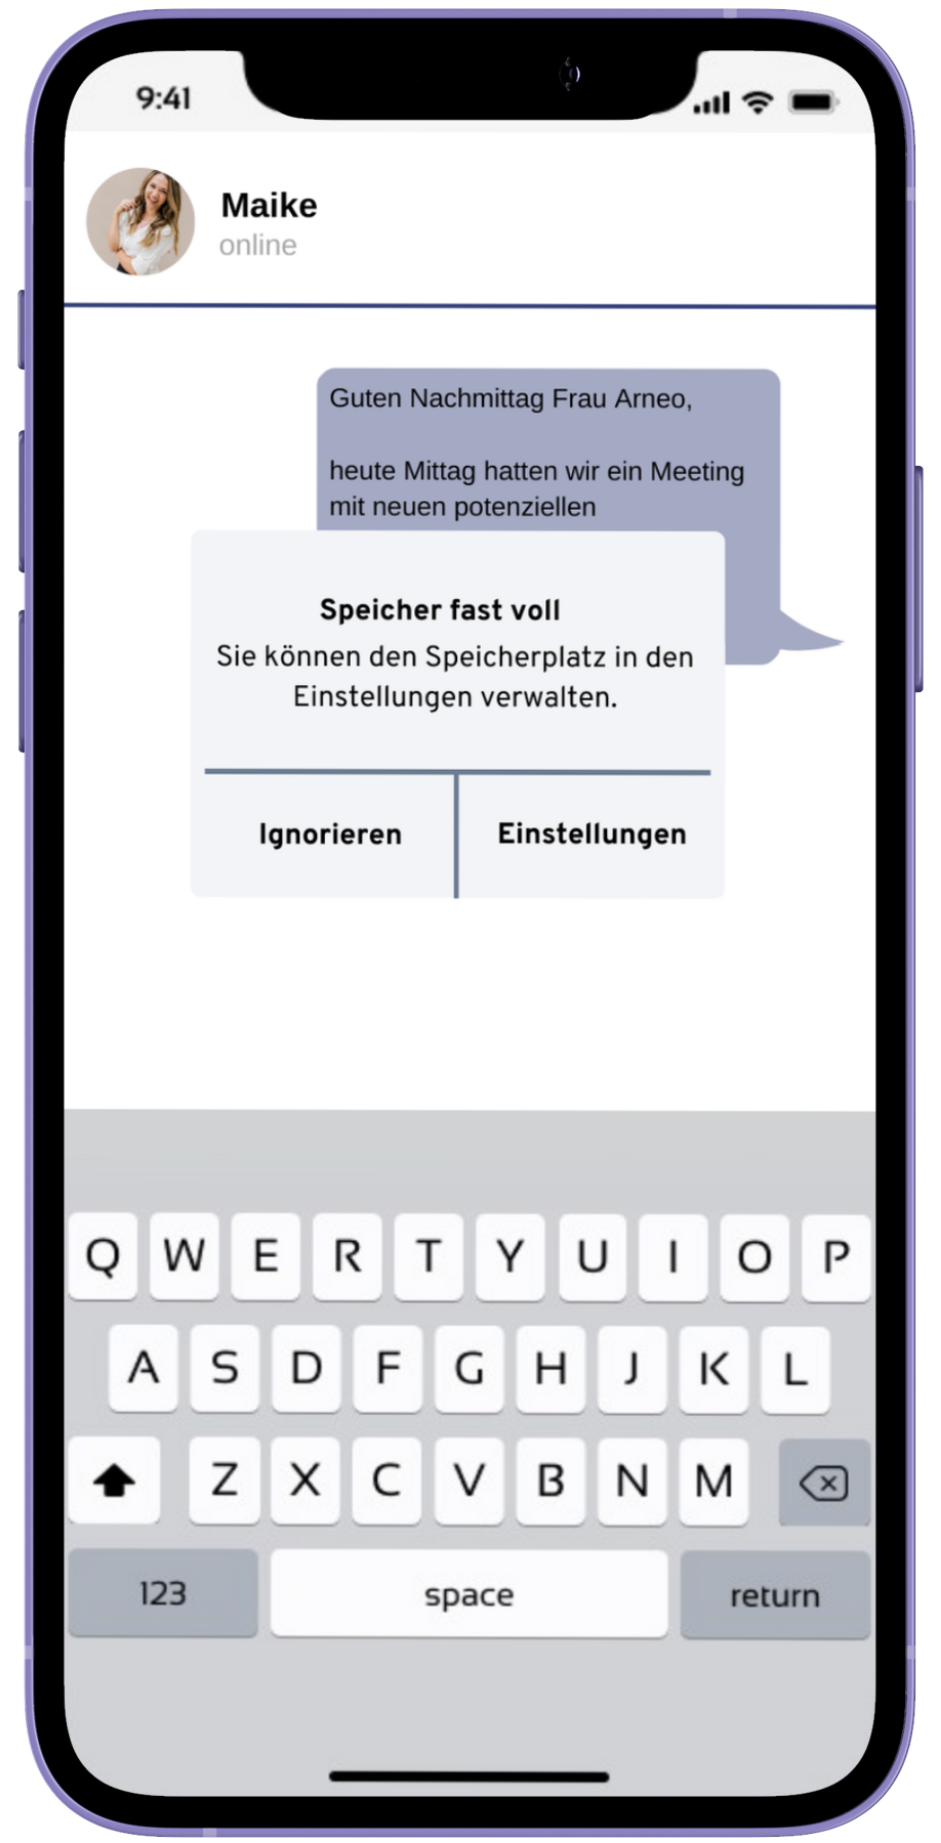 9:41
Maike
online
Guten Nachmittag Frau Arneo,
heute Mittag hatten wir ein Meeting
mit neuen potenziellen
Speicher fast voll
Sie können den Speicherplatz in den
Einstellungen verwalten.
Ignorieren Einstellungen
Q W E R T Y U I O P
A S D F G H J K L
Z X C V B N M
123 space return